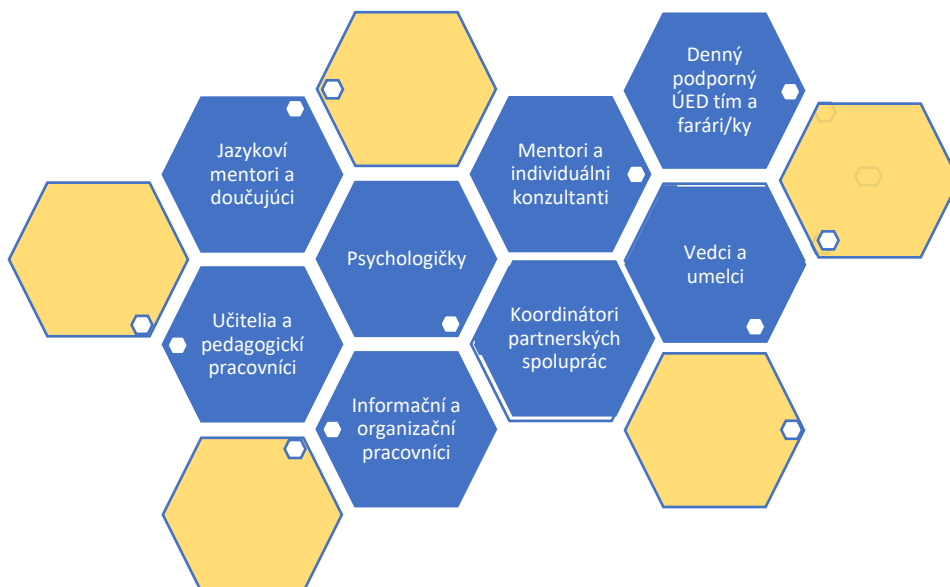 Denný
podporný
ÚED tím a
farári/ky
Jazykoví
mentori a
doučujúci
Mentori a
individuálni
konzultanti
Psychologičky
Vedci a
umelci
Učitelia a
pedagogickí
pracovníci
Koordinátori
partnerských
spoluprác
Informační a
organizační
pracovníci